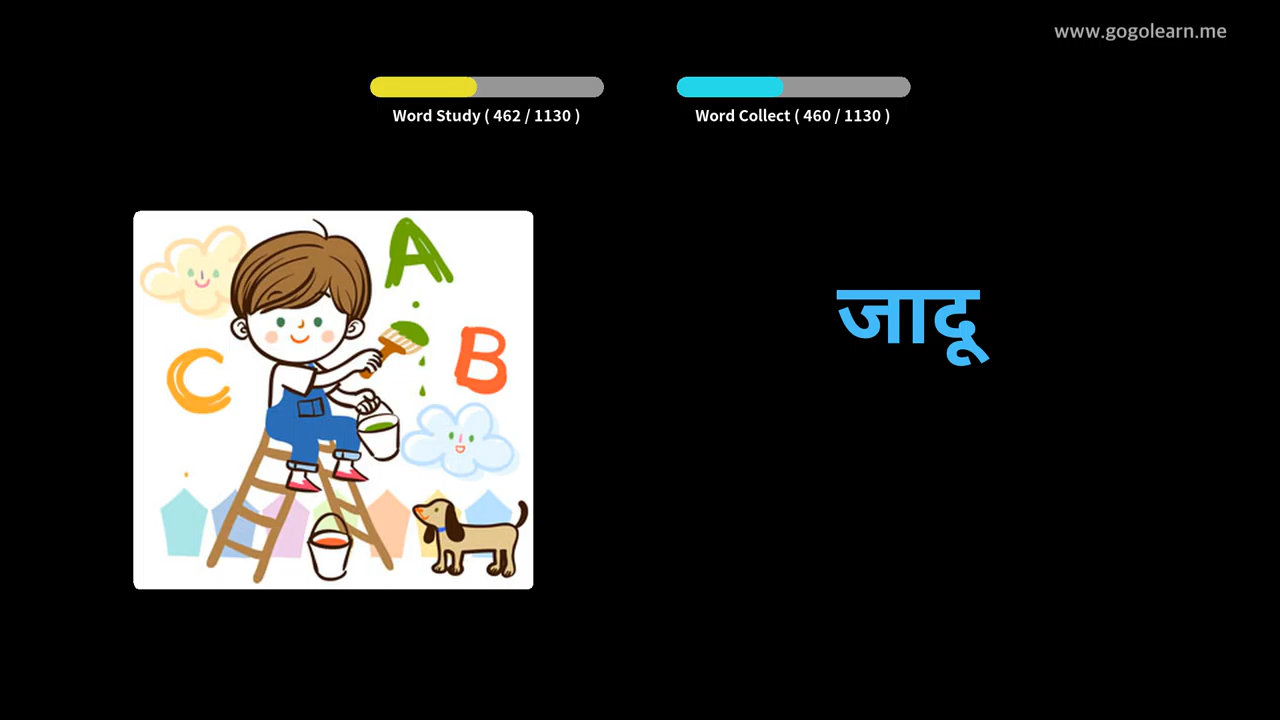 www.gogolearn.me
Word Study ( 462 / 1130 )
Word Collect ( 460 / 1130 )
A
B
C
जादू